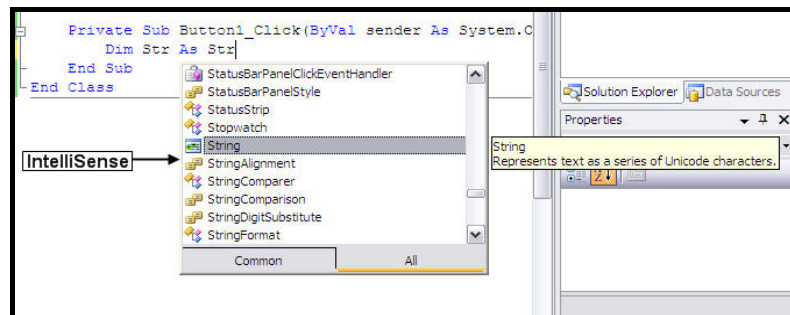 Private Sub Button1_Click(ByVal sender As System.O
Dim Str As Str
End Sub
End Class
StatusBarPanelClickEventHandler
StatusBarPanelStyle
StatusStrip
Stopwatch
String
StringAlignment
StringComparer
StringComparison
StringDigitSubstitute
StringFormat
Common All
IntelliSense
Solution Explorer Data Sources
Properties
String
Represents text as a series of Unicode characters.